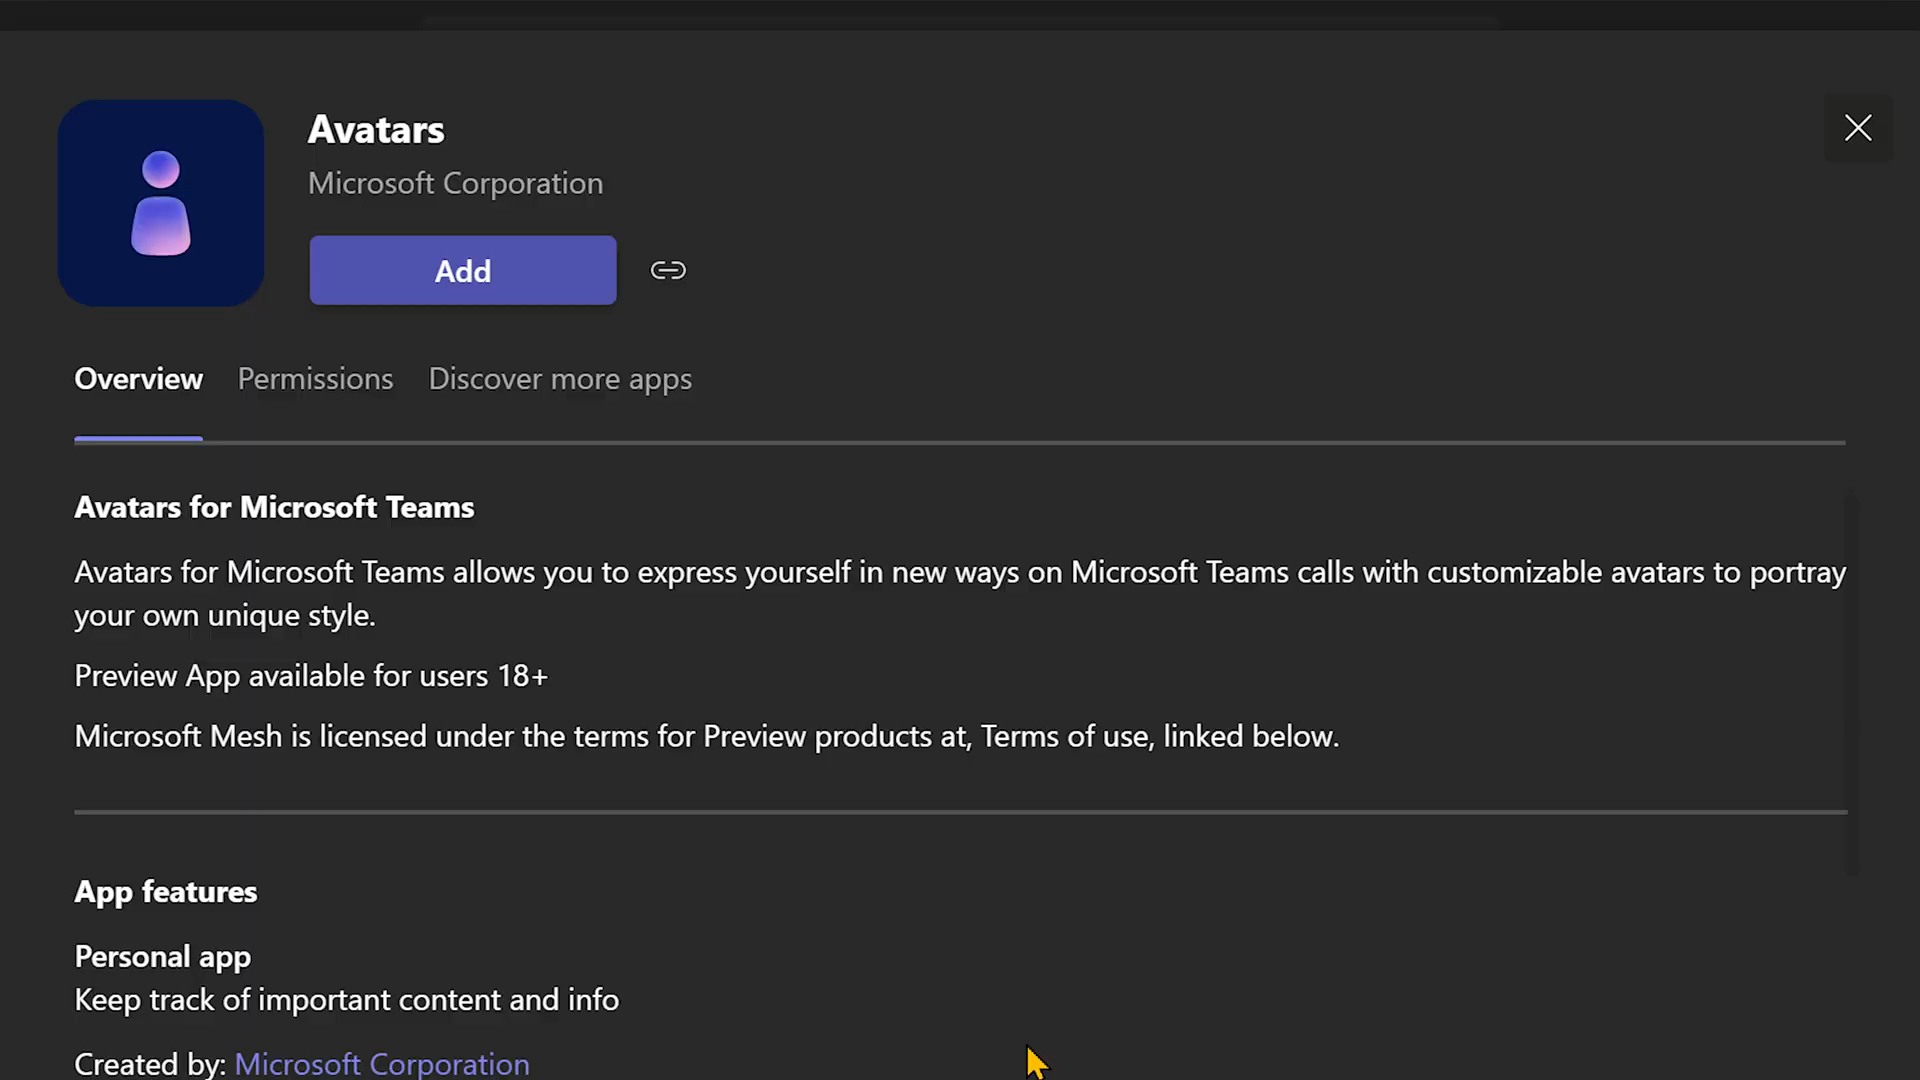 Avatars
Microsoft Corporation
Add
Overview Permissions Discover more apps
Avatars for Microsoft Teams
Avatars for Microsoft Teams allows you to express yourself in new ways on Microsoft Teams calls with customizable avatars to portray
your own unique style.
Preview App available for users 18+
Microsoft Mesh is licensed under the terms for Preview products at, Terms of use, linked below.
App features
Personal app
Keep track of important content and info
Created by: Microsoft Corporation